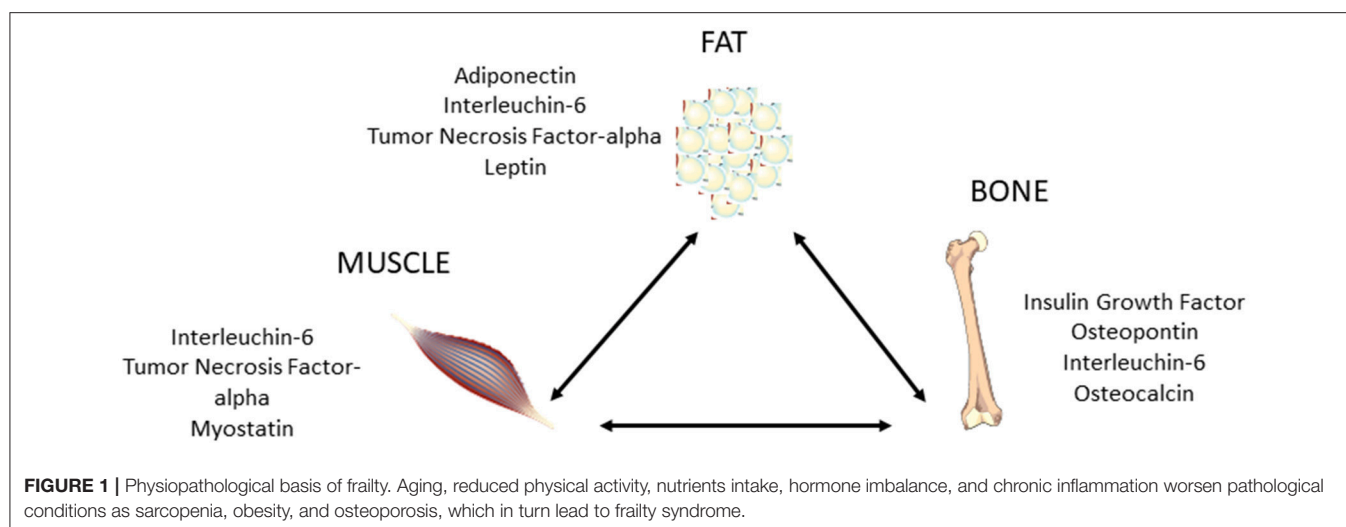 FAT
Adiponectin
Interleuchin-6
Tumor Necrosis Factor-alpha
Leptin
BONE
MUSCLE
Insulin Growth Factor
Osteopontin
Interleuchin-6
Osteocalcin
Interleuchin-6
Tumor Necrosis Factor-
alpha
Myostatin
FIGURE 1 | Physiopathological basis of frailty. Aging, reduced physical activity, nutrients intake, hormone imbalance, and chronic inflammation worsen pathological
conditions as sarcopenia, obesity, and osteoporosis, which in turn lead to frailty syndrome.